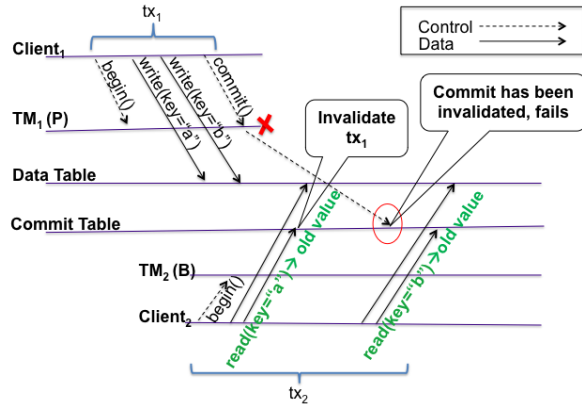 tx1
Control
Data
Client1
begin()
write(key="a")
write(key="b")
commit()
TM1 (P)
Invalidate
tx1
Commit has been
invalidated, fails
Data Table
Commit Table
TM2 (B)
Client2
begin()
read(key="a")→ old value
read(key="b")→old value
tx2